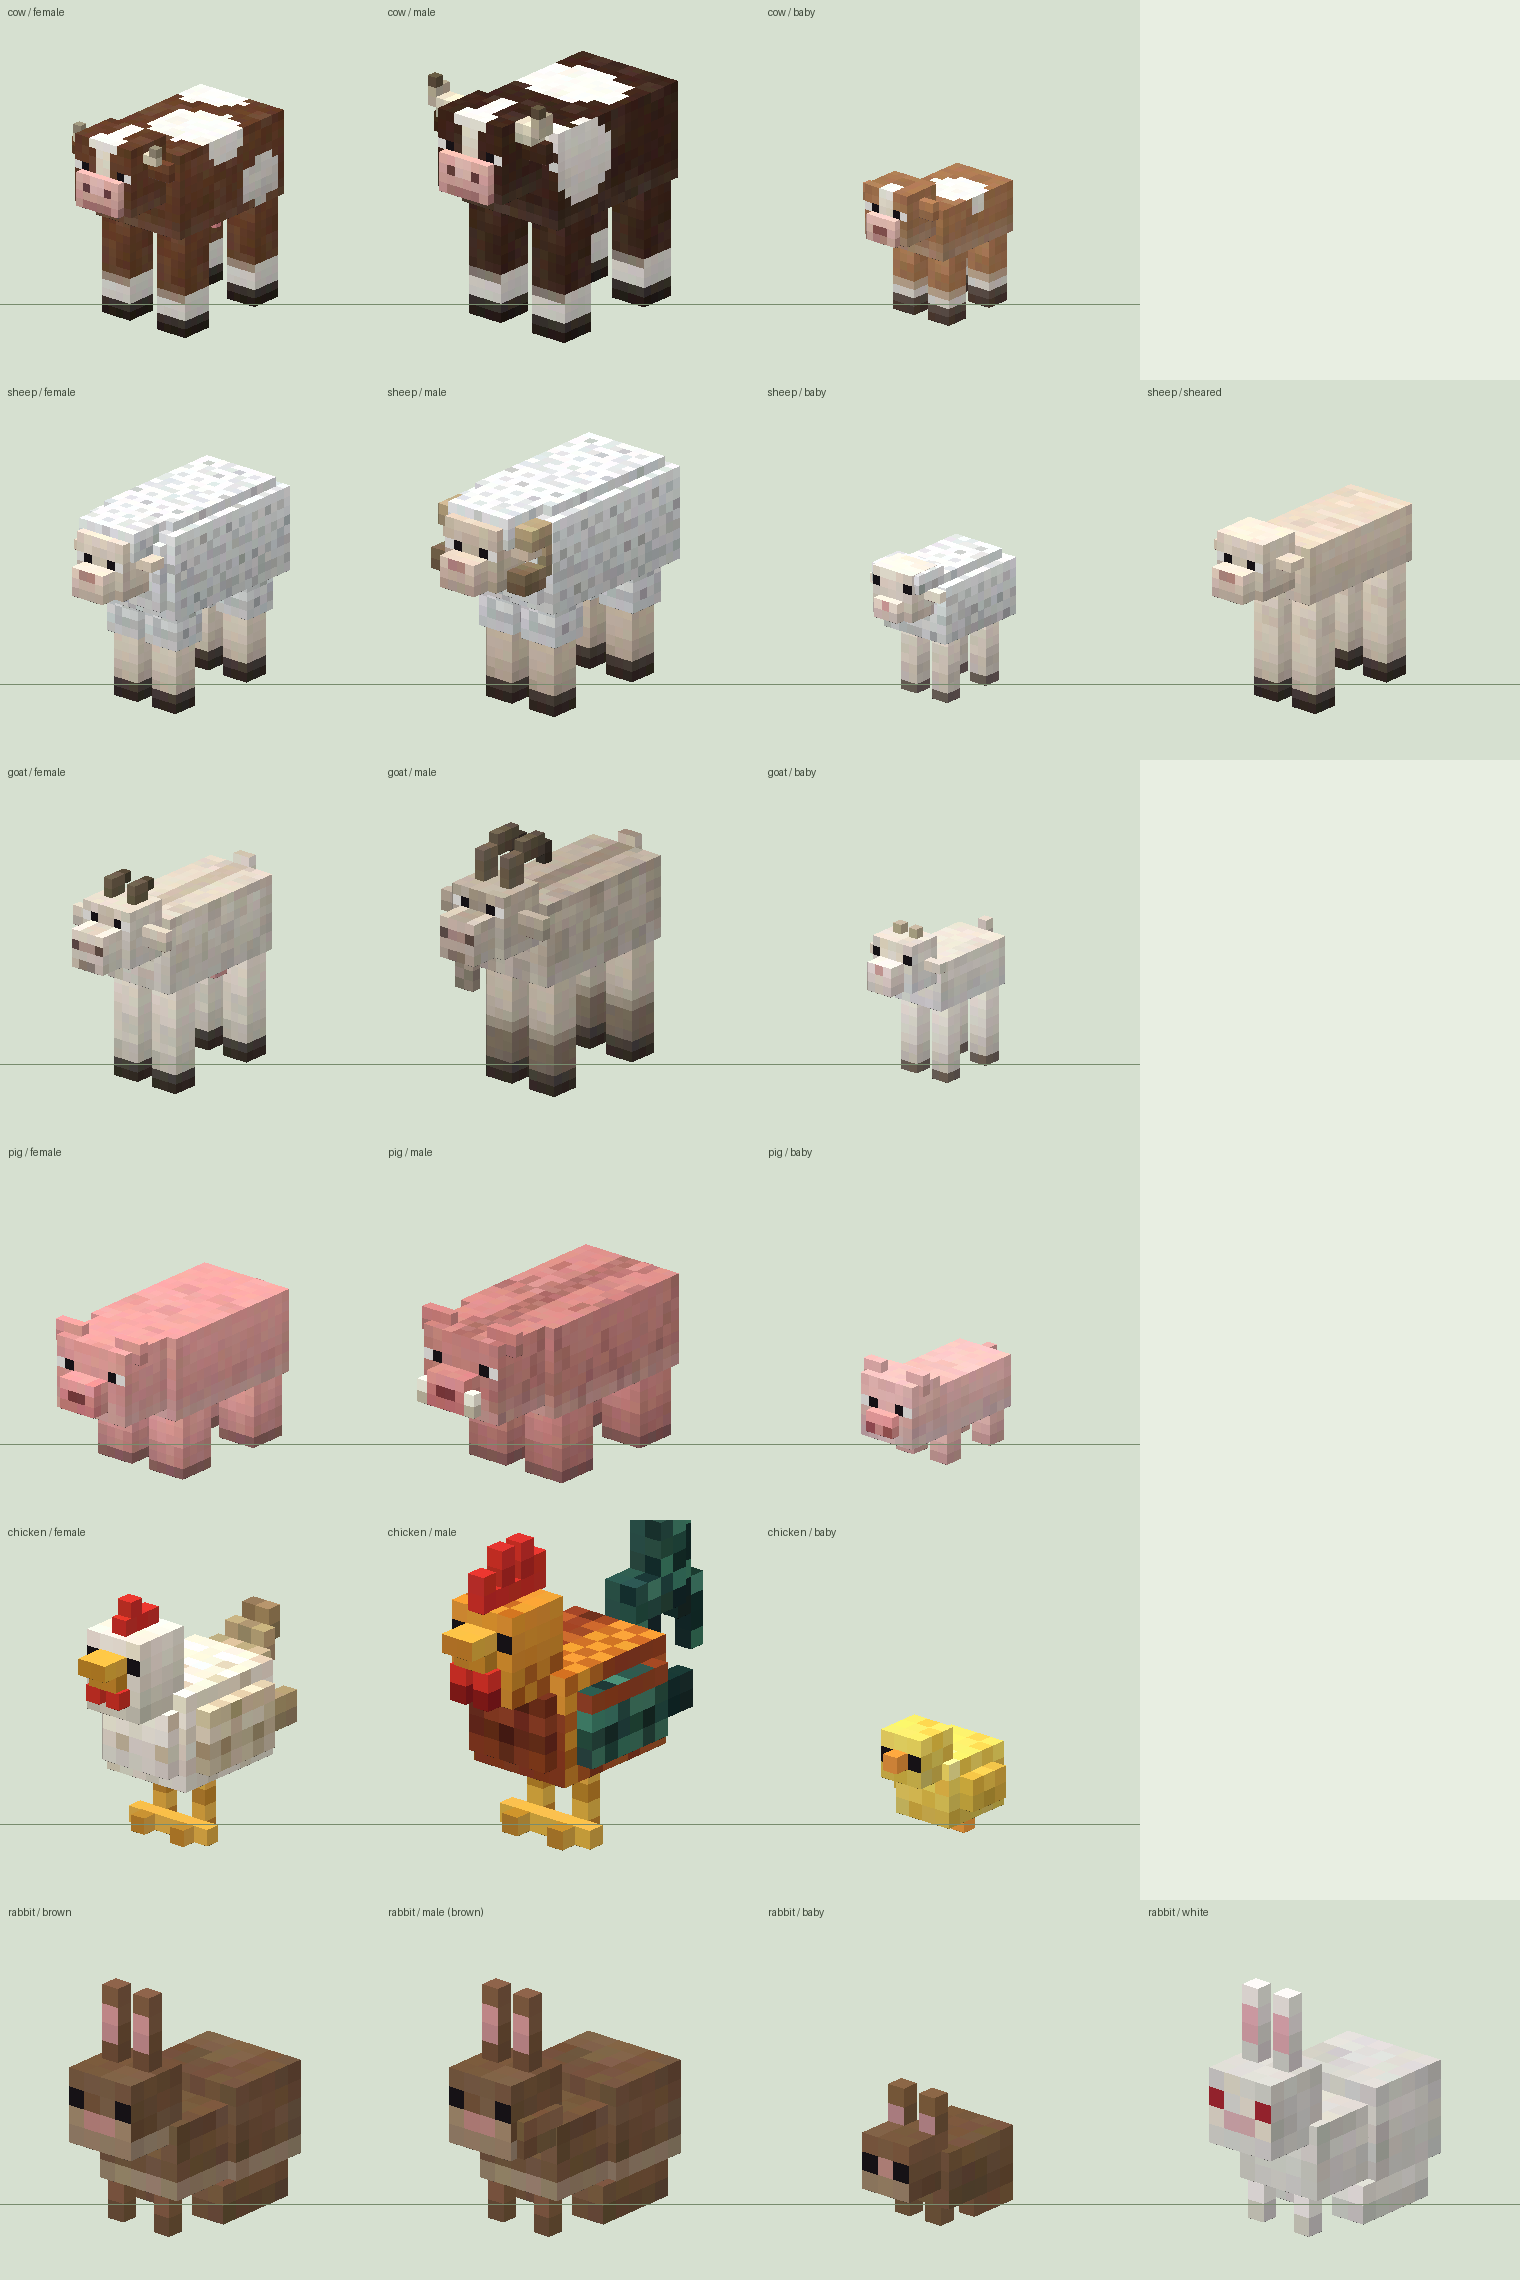 cow / female
cow / male
cow / baby
sheep / female
sheep / male
sheep / baby
sheep / sheared
goat / female
goat / male
goat / baby
pig / female
pig / male
pig / baby
chicken / female
chicken / male
chicken / baby
rabbit / brown
rabbit / male (brown)
rabbit / baby
rabbit / white